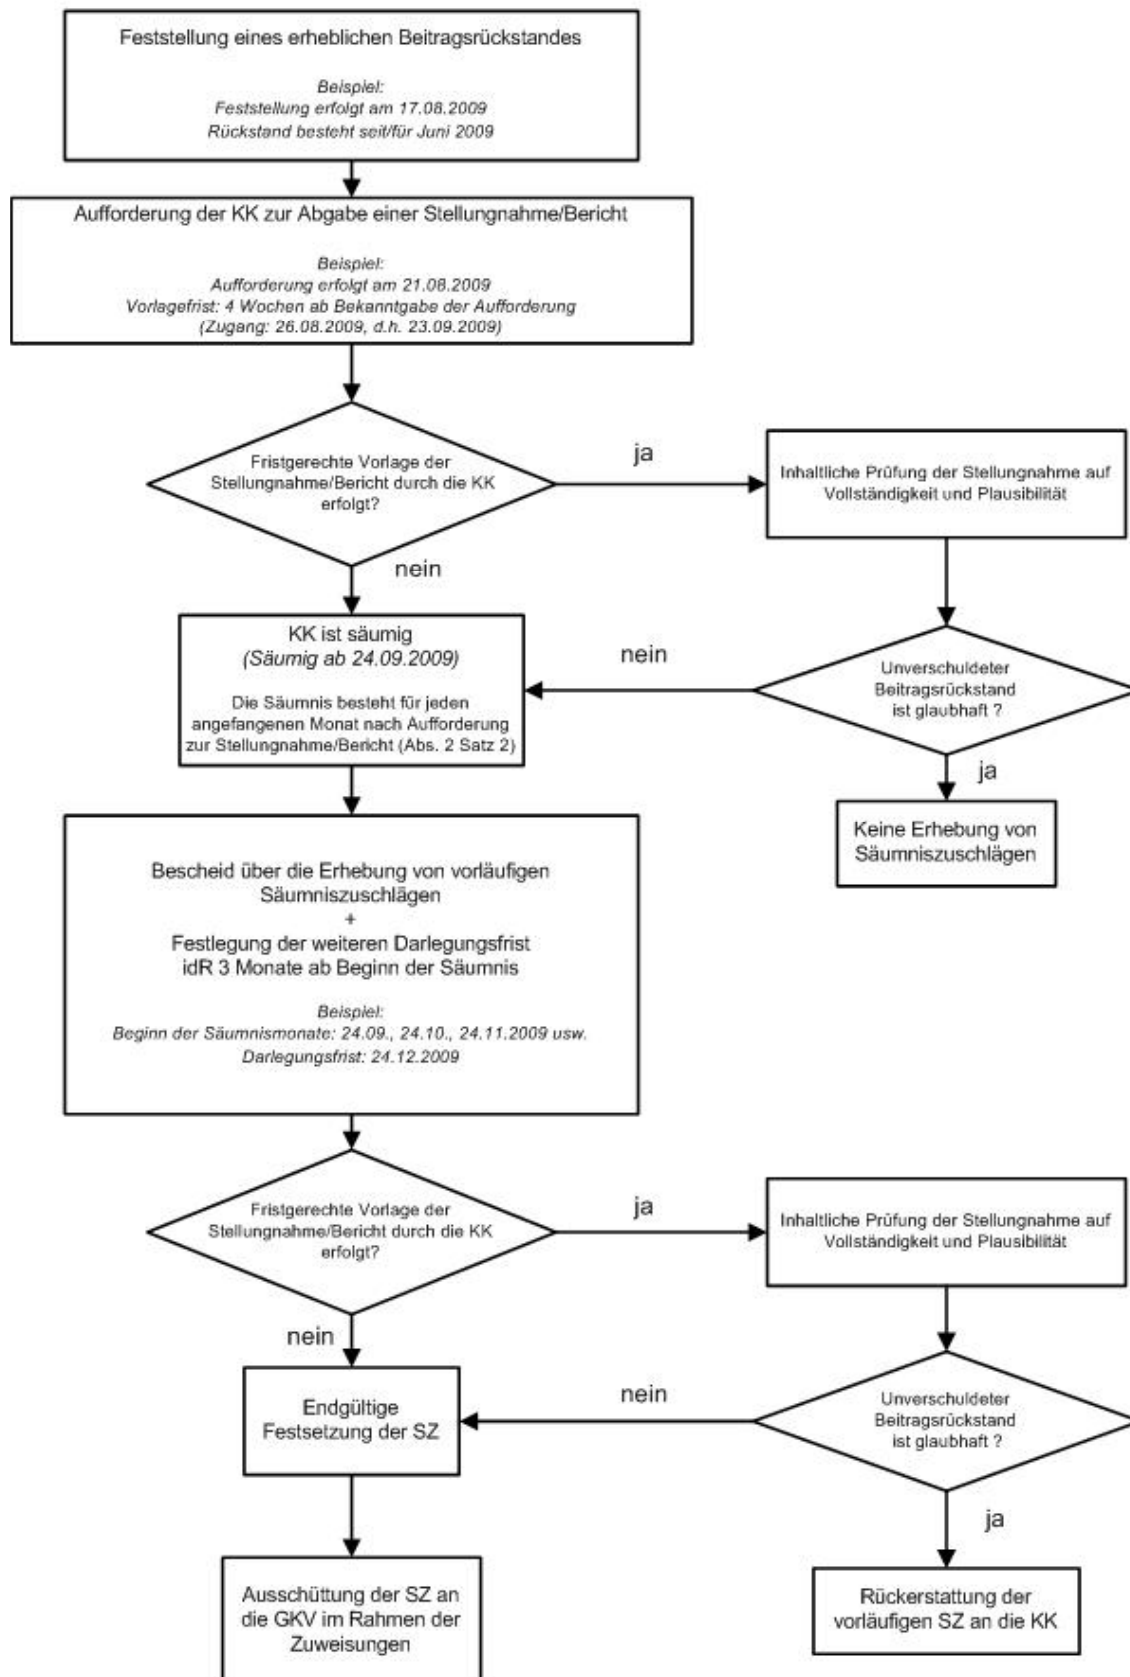 Feststellung eines erheblichen Beitragsrückstandes
Beispiel:
Feststellung erfolgt am 17.08.2009
Rückstand besteht seit/für Juni 2009
Aufforderung der KK zur Abgabe einer Stellungnahme/Bericht
Beispiel:
Aufforderung erfolgt am 21.08.2009
Vorlagefrist: 4 Wochen ab Bekanntgabe der Aufforderung
(Zugang: 26.08.2009, d.h. 23.09.2009)
Fristgerechte Vorlage der
Stellungnahme/Bericht durch die KK
erfolgt?
ja
Inhaltliche Prüfung der Stellungnahme auf
Vollständigkeit und Plausibilität
nein
KK ist säumig
(Säumig ab 24.09.2009)
Die Säumnis besteht für jeden
angefangenen Monat nach Aufforderung
zur Stellungnahme/Bericht (Abs. 2 Satz 2)
nein
Unverschuldeter
Beitragsrückstand
ist glaubhaft ?
ja
Keine Erhebung von
Säumniszuschlägen
Bescheid über die Erhebung von vorläufigen
Säumniszuschlägen
+
Festlegung der weiteren Darlegungsfrist
idR 3 Monate ab Beginn der Säumnis
Beispiel:
Beginn der Säumnismonate: 24.09., 24.10., 24.11.2009 usw.
Darlegungsfrist: 24.12.2009
Fristgerechte Vorlage der
Stellungnahme/Bericht durch die KK
erfolgt?
ja
Inhaltliche Prüfung der Stellungnahme auf
Vollständigkeit und Plausibilität
nein
Endgültige
Festsetzung der SZ
nein
Unverschuldeter
Beitragsrückstand
ist glaubhaft ?
ja
Ausschüttung der SZ an
die GKV im Rahmen der
Zuweisungen
Rückerstattung der
vorläufigen SZ an die KK